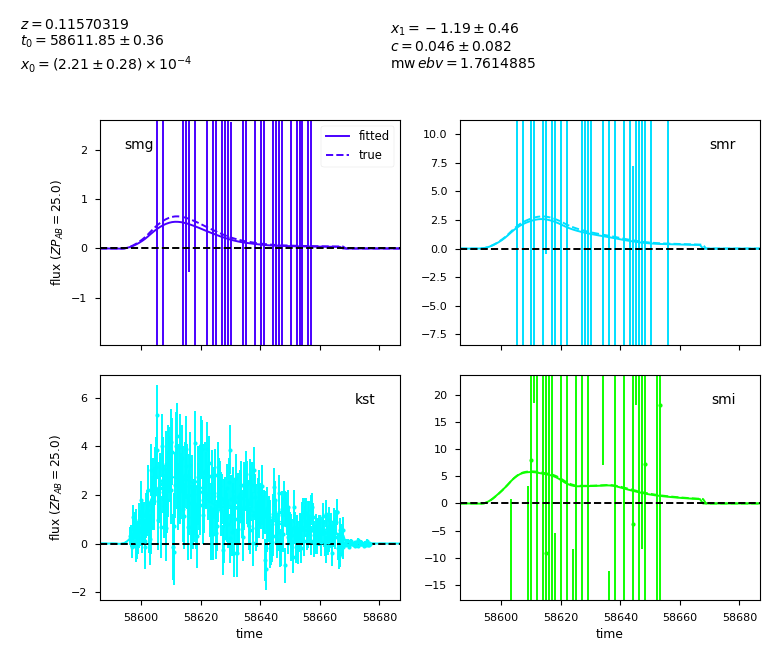 z = 0.11570319
t₀ = 58611.85 ± 0.36
x₀ = (2.21 ± 0.28) × 10⁻⁴
x₁ = −1.19 ± 0.46
c = 0.046 ± 0.082
mw ebv = 1.7614885
smg
fitted
true
flux (ZP_AB = 25.0)
2
1
0
−1
smr
10.0
7.5
5.0
2.5
0.0
−2.5
−5.0
−7.5
kst
flux (ZP_AB = 25.0)
6
4
2
0
−2
58600 58620 58640 58660 58680
time
smi
20
15
10
5
0
−5
−10
−15
58600 58620 58640 58660 58680
time